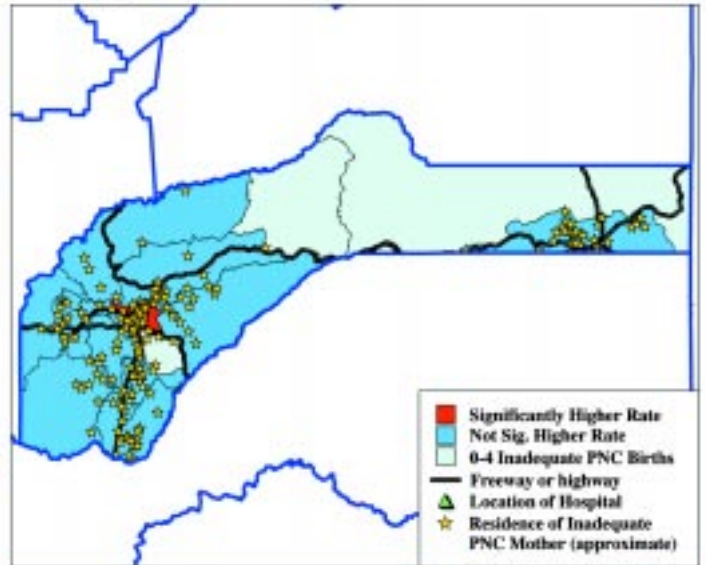 Significantly Higher Rate
Not Sig. Higher Rate
0-4 Inadequate PNC Births
Freeway or highway
Location of Hospital
Residence of Inadequate
PNC Mother (approximate)